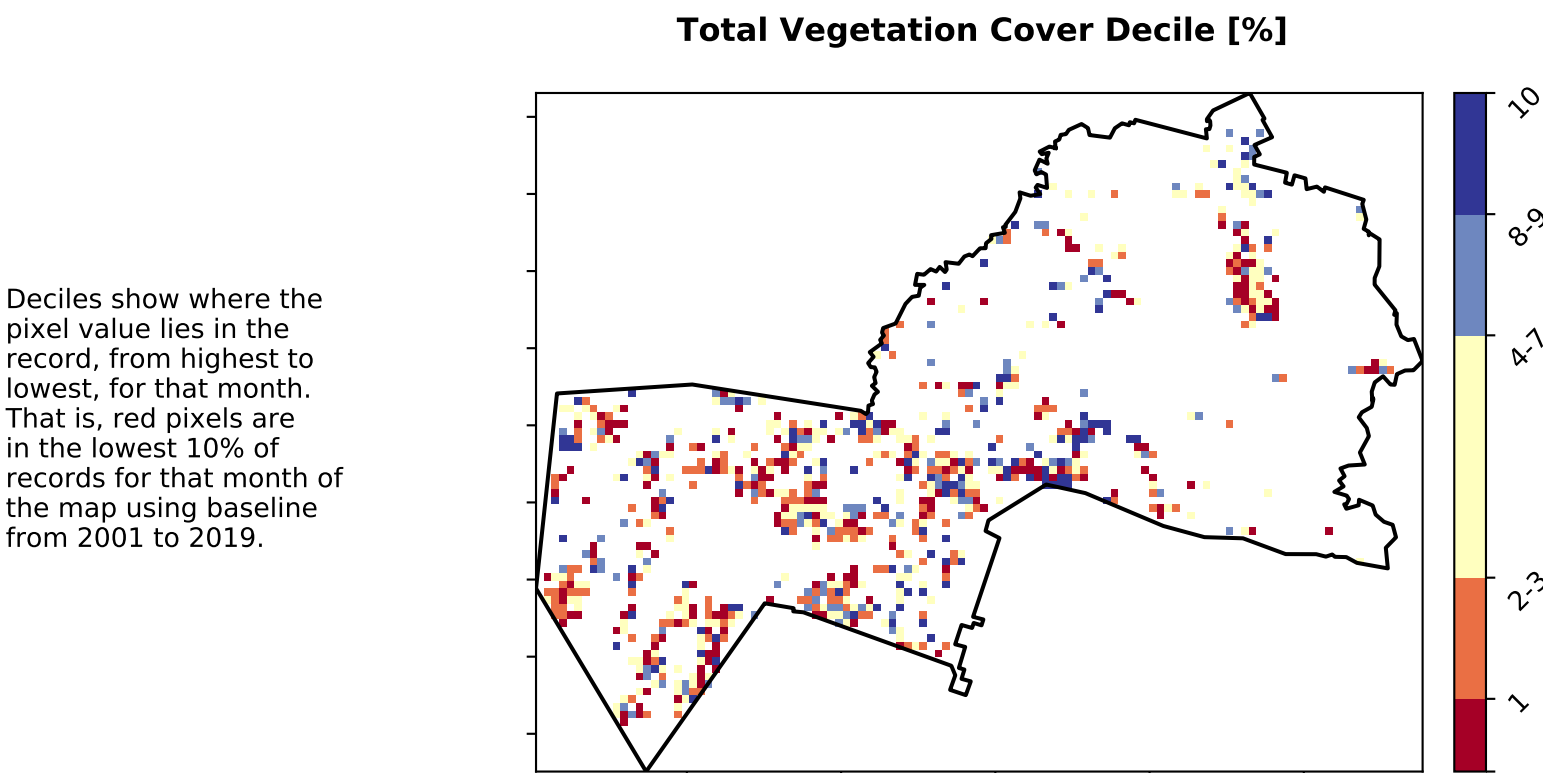 Total Vegetation Cover Decile [%]
Deciles show where the
pixel value lies in the
record, from highest to
lowest, for that month.
That is, red pixels are
in the lowest 10% of
records for that month of
the map using baseline
from 2001 to 2019.
10
8-9
4-7
2-3
1